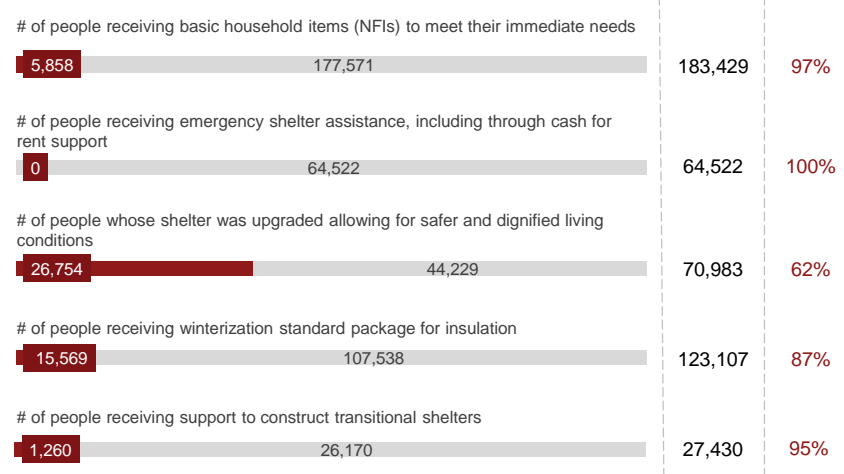 # of people receiving basic household items (NFIs) to meet their immediate needs
5,858 177,571 183,429 97%
# of people receiving emergency shelter assistance, including through cash for
rent support
0 64,522 64,522 100%
# of people whose shelter was upgraded allowing for safer and dignified living
conditions
26,754 44,229 70,983 62%
# of people receiving winterization standard package for insulation
15,569 107,538 123,107 87%
# of people receiving support to construct transitional shelters
1,260 26,170 27,430 95%